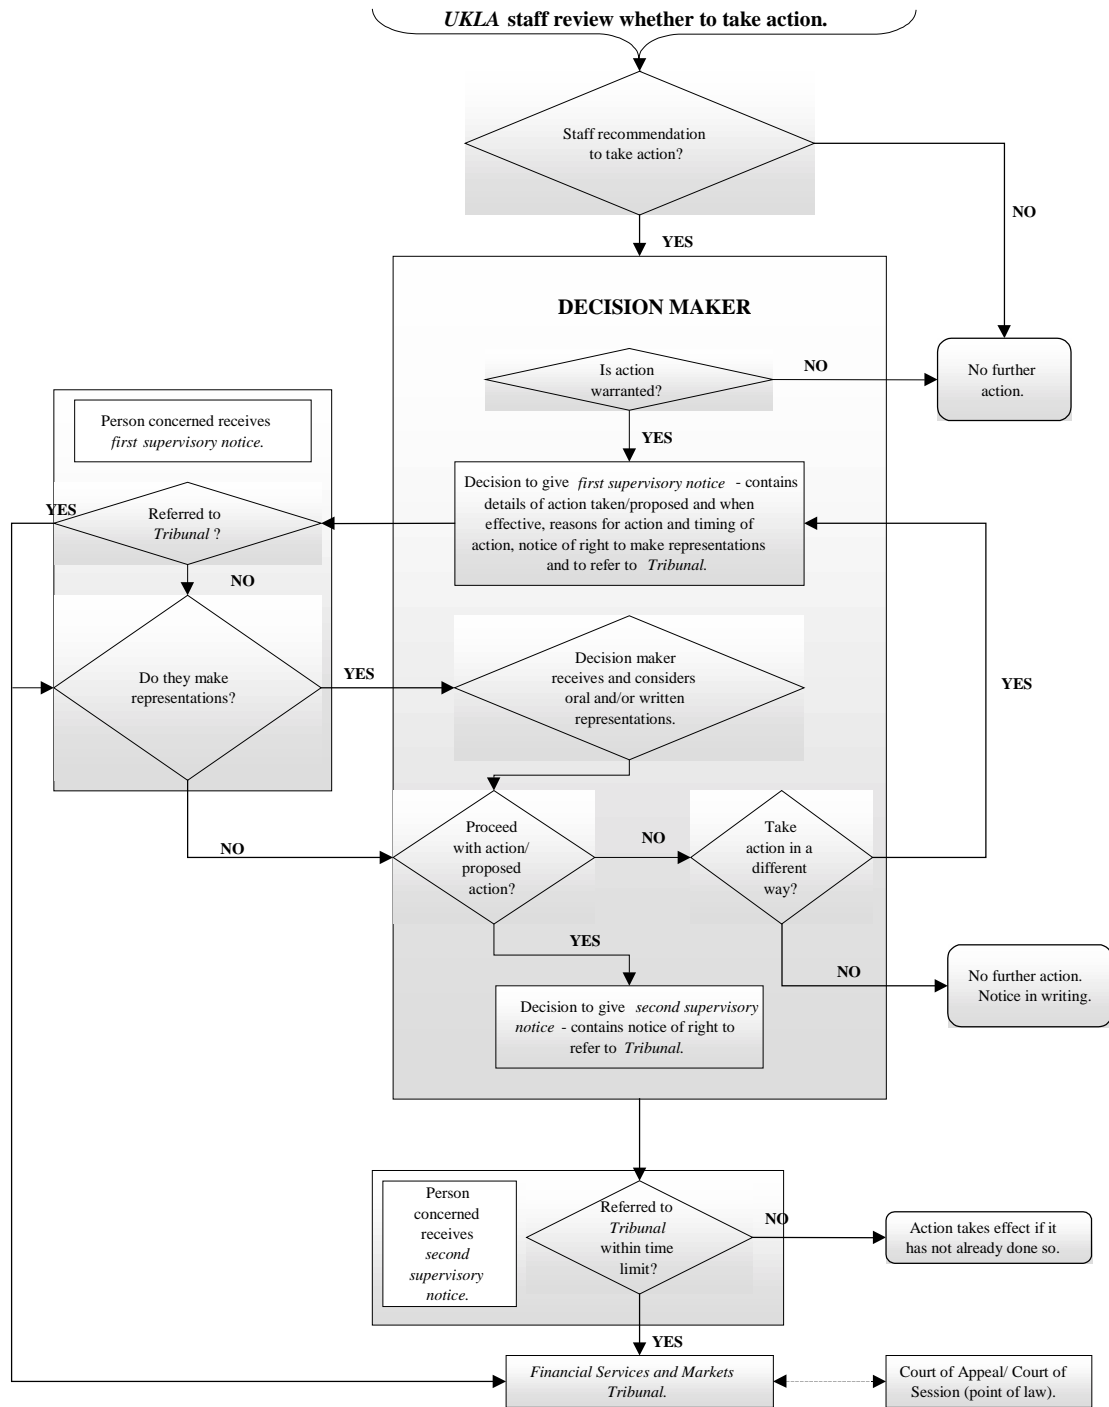 UKLA staff review whether to take action.
Staff recommendation
to take action?
NO
YES
DECISION MAKER
Is action
warranted?
NO
No further
action.
YES
Person concerned receives
first supervisory notice.
Decision to give first supervisory notice - contains
details of action taken/proposed and when
effective, reasons for action and timing of
action, notice of right to make representations
and to refer to Tribunal.
YES
Referred to
Tribunal ?
NO
Do they make
representations?
YES
Decision maker
receives and considers
oral and/or written
representations.
YES
NO
Proceed
with action/
proposed
action?
NO
Take
action in a
different
way?
YES
NO
No further action.
Notice in writing.
Decision to give second supervisory
notice - contains notice of right to
refer to Tribunal.
Person
concerned
receives
second
supervisory
notice.
Referred to
Tribunal
within time
limit?
NO
Action takes effect if it
has not already done so.
YES
Financial Services and Markets
Tribunal.
Court of Appeal/ Court of
Session (point of law).